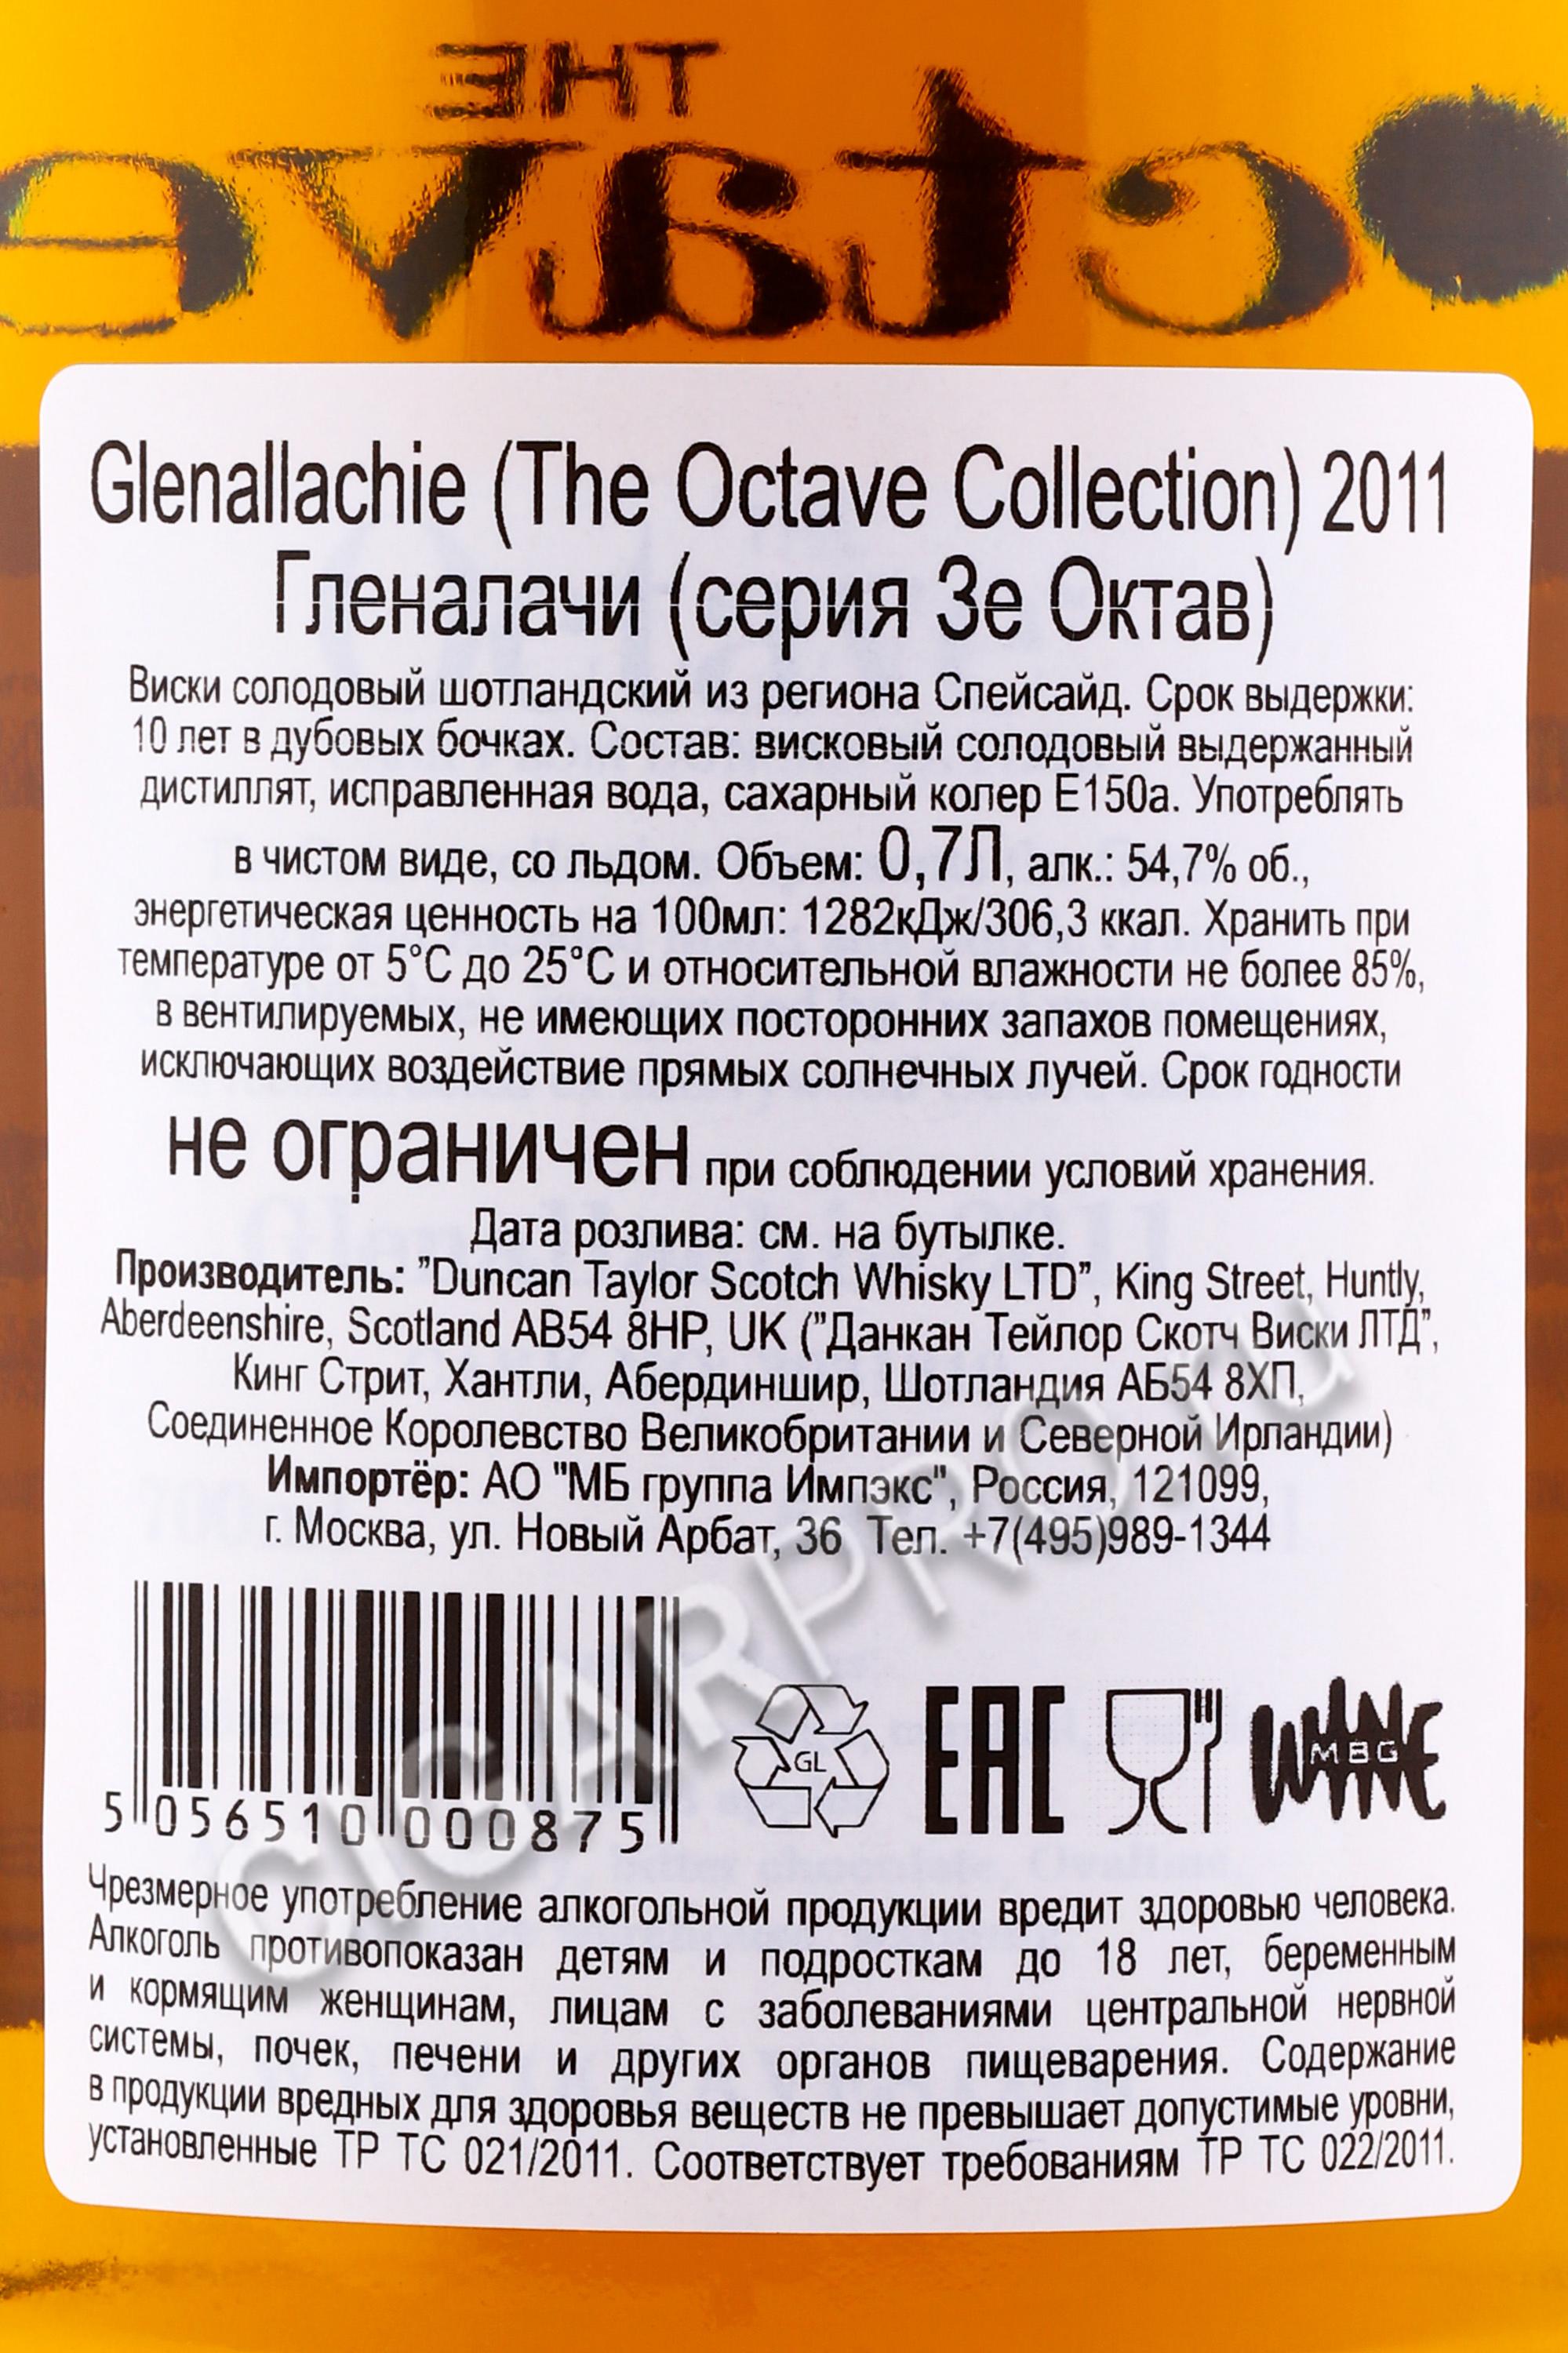 THE
Octave
Glenallachie (The Octave Collection) 2011
Гленалачи (серия Зе Октав)
Виски солодовый шотландский из региона Спейсайд. Срок выдержки:
10 лет в дубовых бочках. Состав: висковый солодовый выдержанный
дистиллят, исправленная вода, сахарный колер Е150а. Употреблять
в чистом виде, со льдом. Объем: 0,7Л, алк.: 54,7% об.,
энергетическая ценность на 100мл: 1282кДж/306,3 ккал. Хранить при
температуре от 5°С до 25°С и относительной влажности не более 85%,
в вентилируемых, не имеющих посторонних запахов помещениях,
исключающих воздействие прямых солнечных лучей. Срок годности
не ограничен при соблюдении условий хранения.
Дата розлива: см. на бутылке.
Производитель: "Duncan Taylor Scotch Whisky LTD", King Street, Huntly,
Aberdeenshire, Scotland AB54 8HP, UK ("Данкан Тейлор Скотч Виски ЛТД",
Кинг Стрит, Хантли, Абердиншир, Шотландия АБ54 8ХП,
Соединенное Королевство Великобритании и Северной Ирландии)
Импортёр: АО "МБ группа Импэкс", Россия, 121099,
г. Москва, ул. Новый Арбат, 36 Тел. +7(495)989-1344
5 056510 000875
GL
EAC
WINE
MBG
CIGARPRO.ru
Чрезмерное употребление алкогольной продукции вредит здоровью человека.
Алкоголь противопоказан детям и подросткам до 18 лет, беременным
и кормящим женщинам, лицам с заболеваниями центральной нервной
системы, почек, печени и других органов пищеварения. Содержание
в продукции вредных для здоровья веществ не превышает допустимые уровни,
установленные ТР ТС 021/2011. Соответствует требованиям ТР ТС 022/2011.